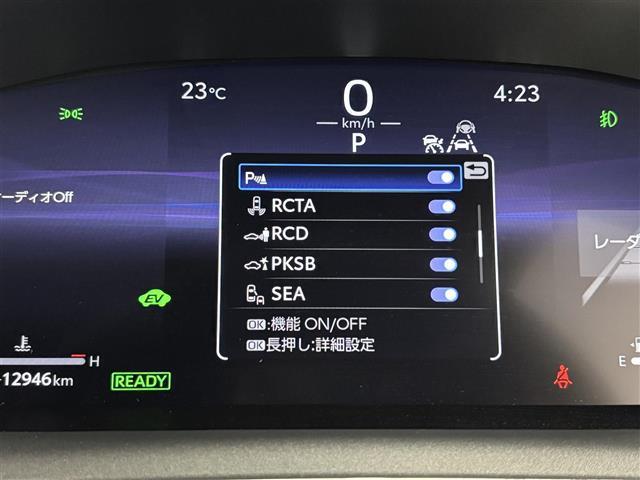 23℃
0
4:23
km/h
P
P
RCTA
ーディオOff
RCD
レーダ
PKSB
EV
SEA
OK:機能 ON/OFF
OK長押し:詳細設定
H
E
12946km
READY